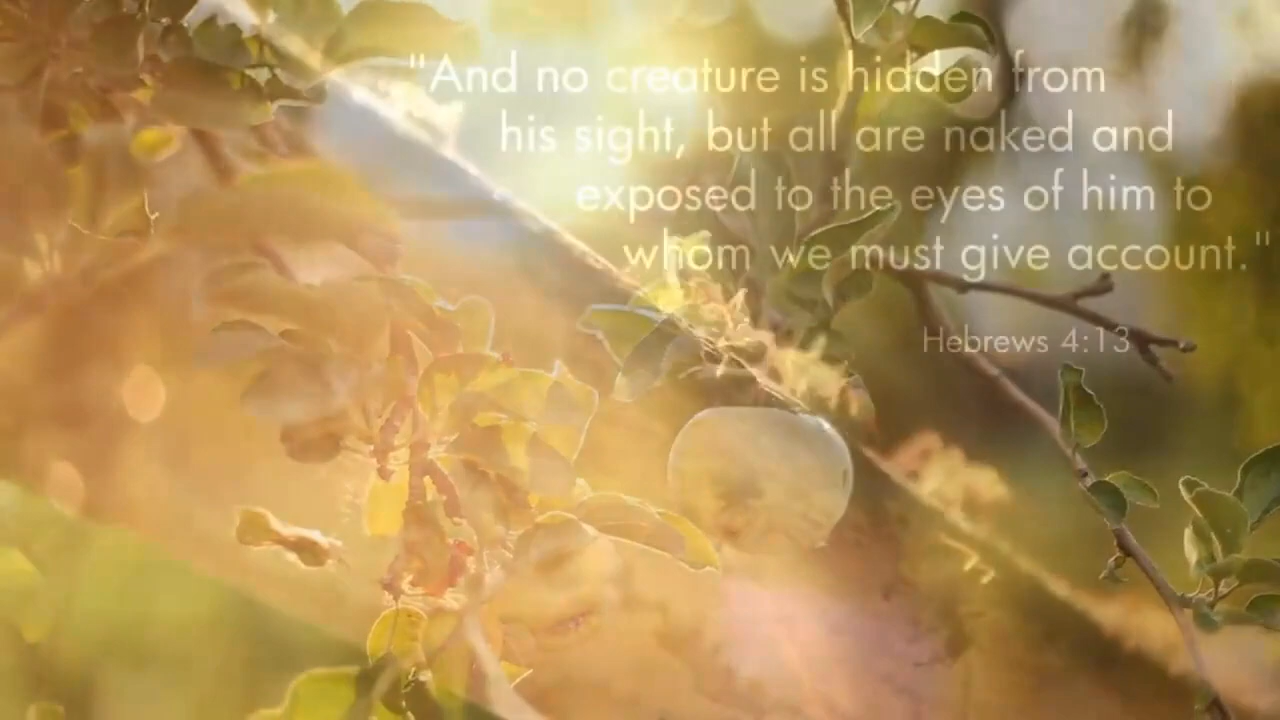 "And no creature is hidden from
his sight, but all are naked and
exposed to the eyes of him to
whom we must give account."
Hebrews 4:13